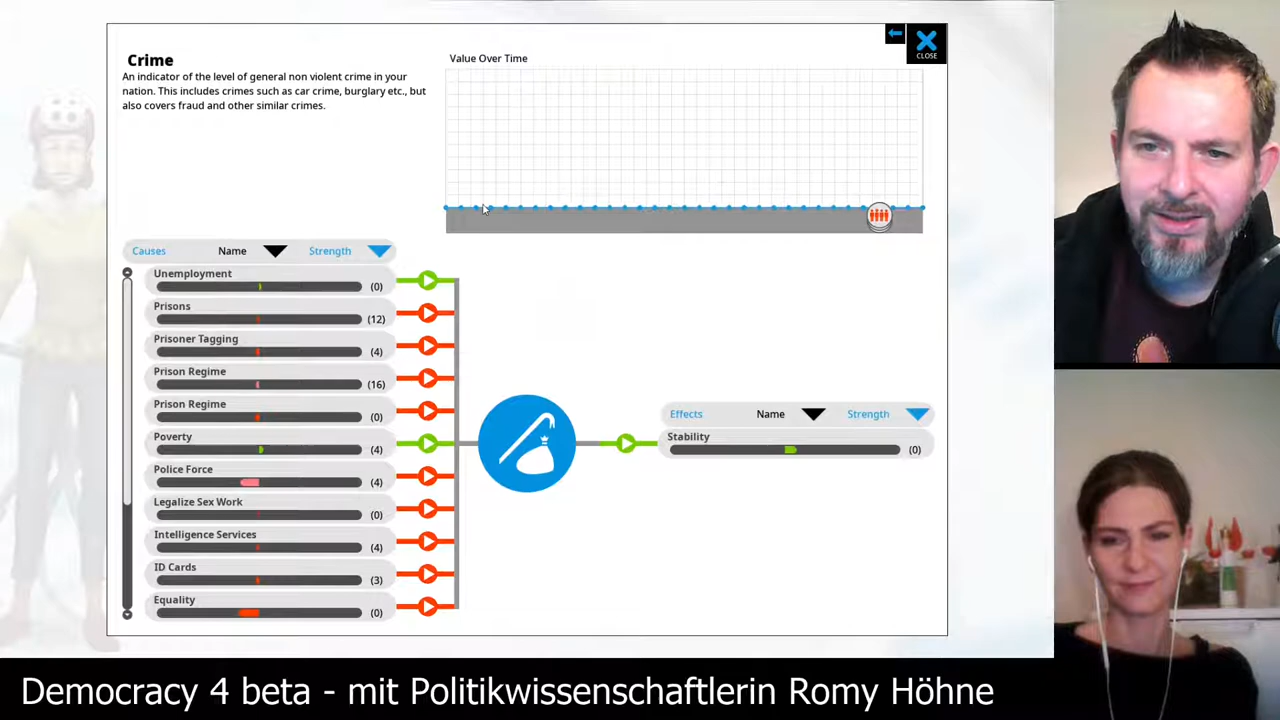 Crime
An indicator of the level of general non violent crime in your
nation. This includes crimes such as car crime, burglary etc., but
also covers fraud and other similar crimes.
Value Over Time
CLOSE
Causes Name Strength
Unemployment
(0)
Prisons
(12)
Prisoner Tagging
(4)
Prison Regime
(16)
Prison Regime
(0)
Poverty
(4)
Police Force
(4)
Legalize Sex Work
(0)
Intelligence Services
(4)
ID Cards
(3)
Equality
(0)
Effects Name Strength
Stability
(0)
Democracy 4 beta - mit Politikwissenschaftlerin Romy Höhne